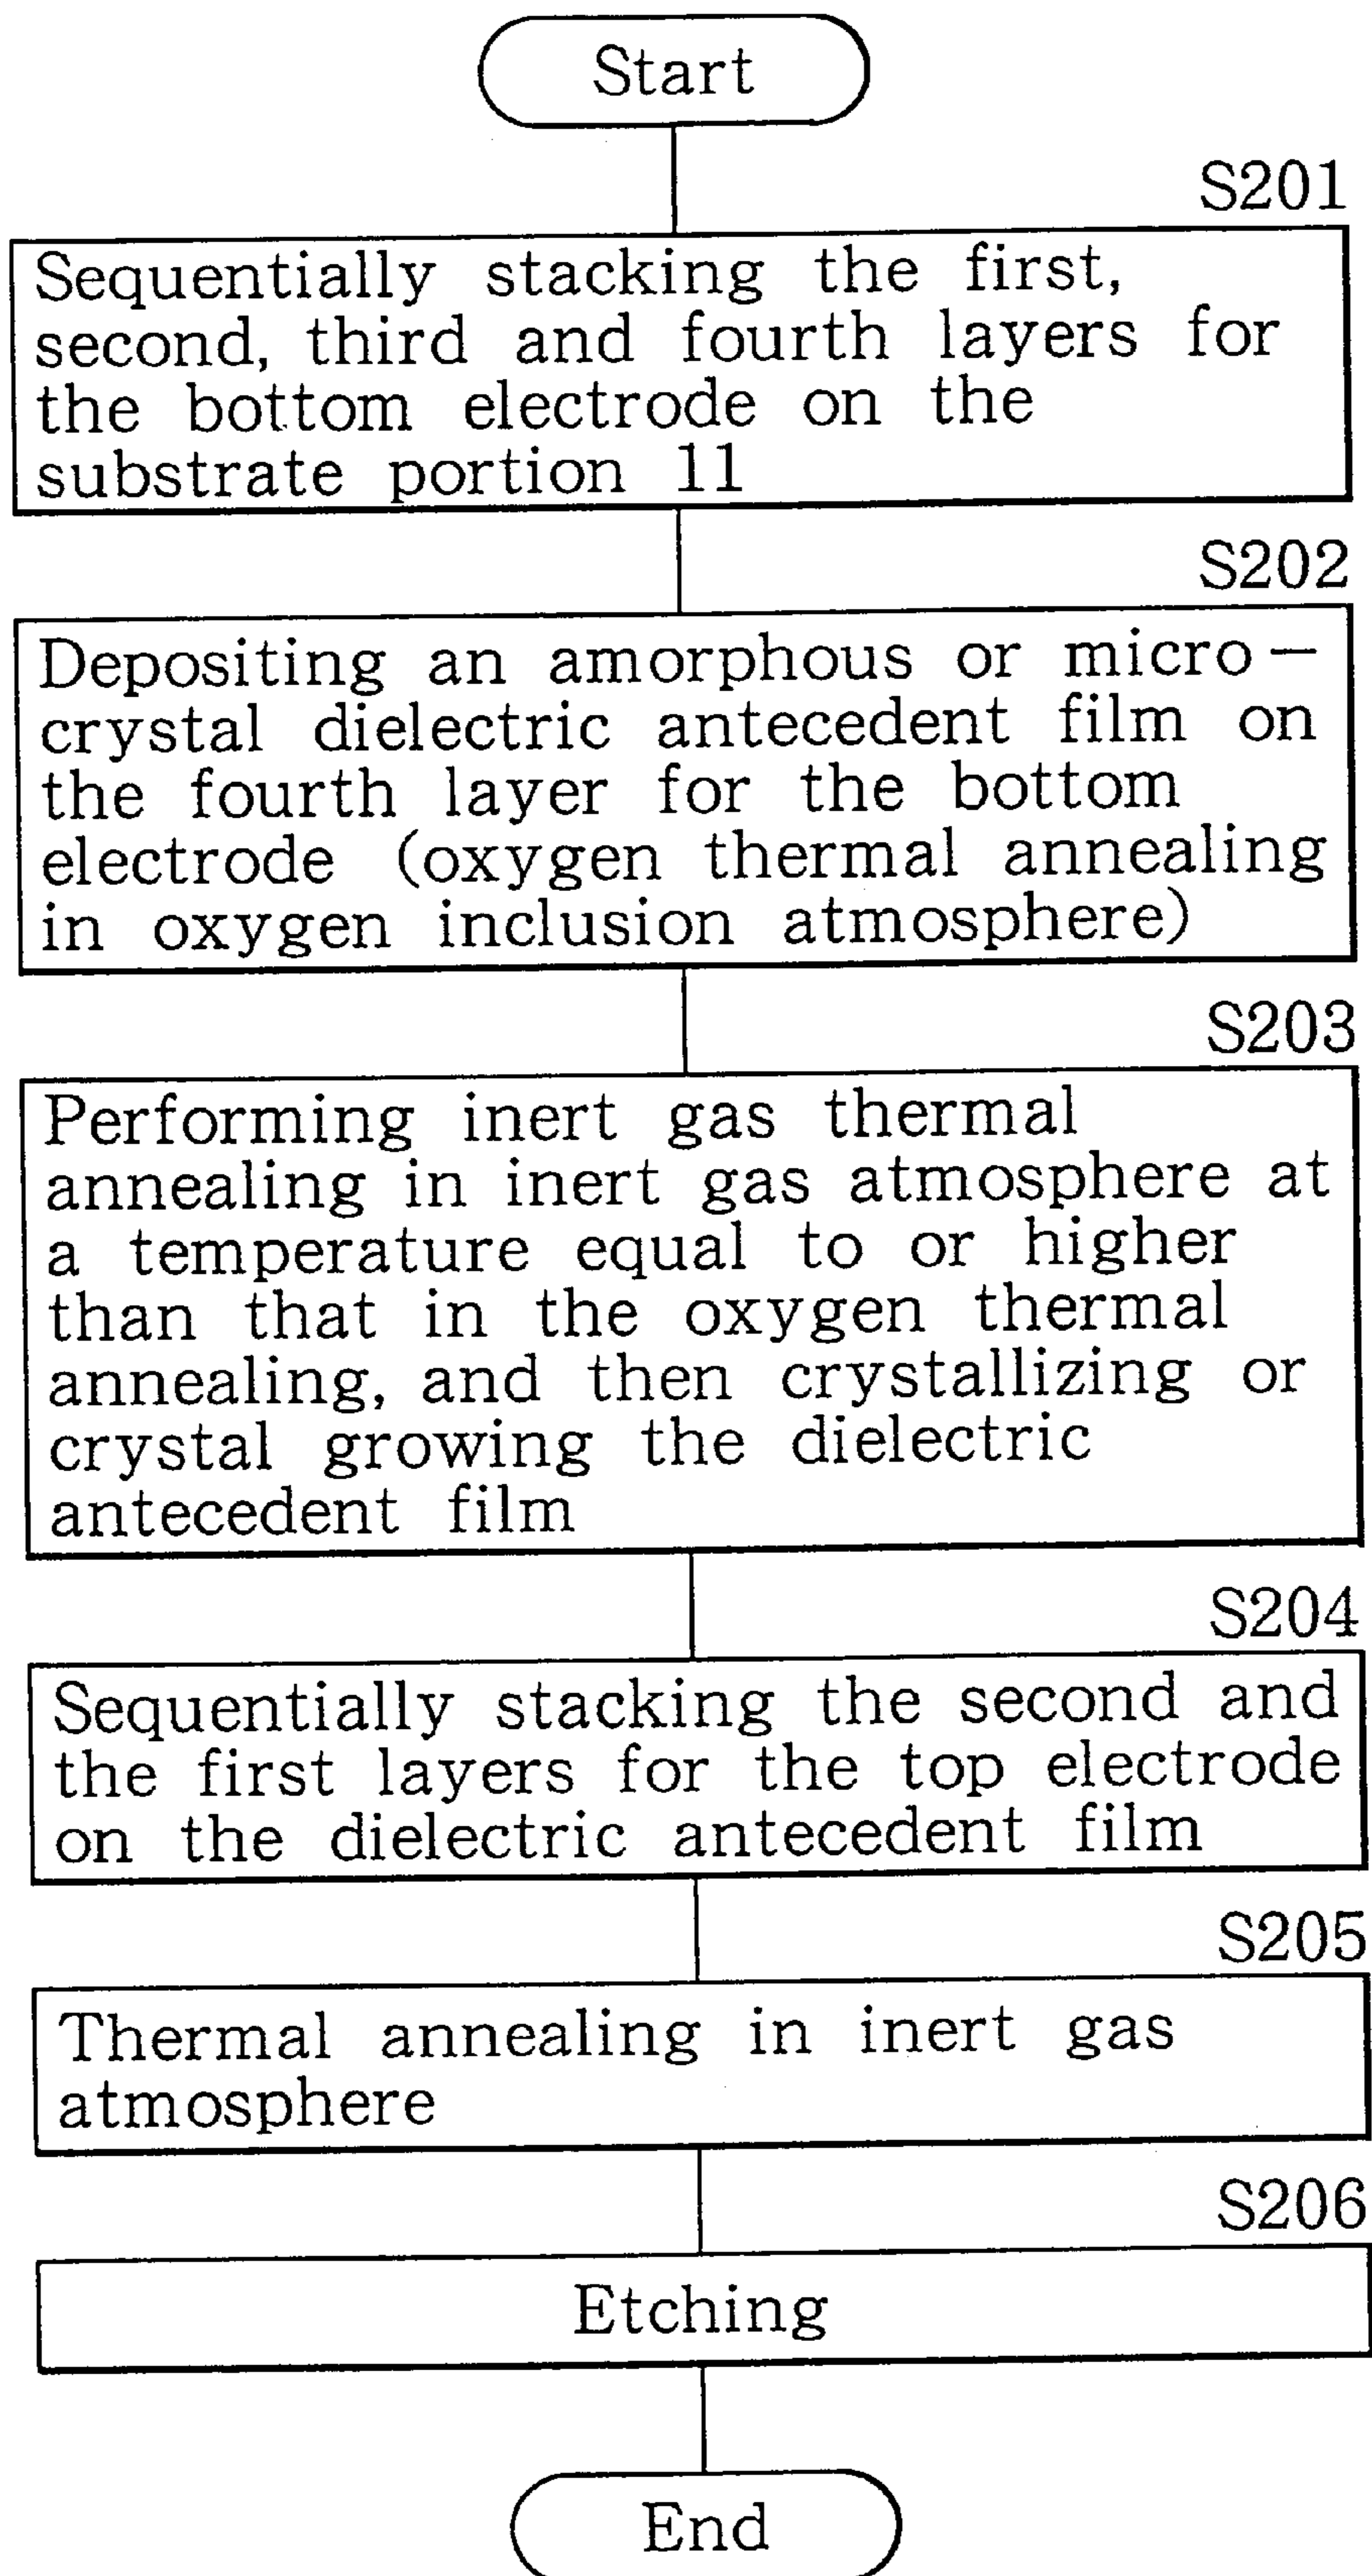 Start
S201
Sequentially stacking the first,
second, third and fourth layers for
the bottom electrode on the
substrate portion 11
S202
Depositing an amorphous or micro-
crystal dielectric antecedent film on
the fourth layer for the bottom
electrode (oxygen thermal annealing
in oxygen inclusion atmosphere)
S203
Performing inert gas thermal
annealing in inert gas atmosphere at
a temperature equal to or higher
than that in the oxygen thermal
annealing, and then crystallizing or
crystal growing the dielectric
antecedent film
S204
Sequentially stacking the second and
the first layers for the top electrode
on the dielectric antecedent film
S205
Thermal annealing in inert gas
atmosphere
S206
Etching
End